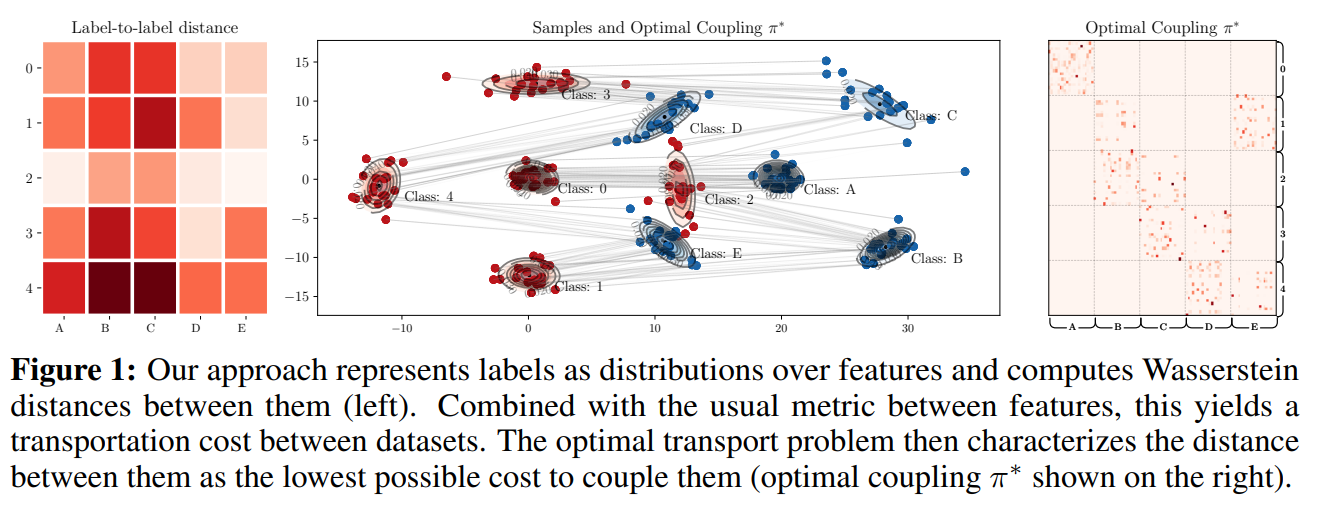 Label-to-label distance
0
1
2
3
4
A B C D E
Samples and Optimal Coupling π*
15
10
5
0
−5
−10
−15
−10 0 10 20 30
Class: 3
Class: D
Class: C
Class: 4
Class: 0
Class: 2
Class: A
Class: E
Class: B
Class: 1
0.020
Optimal Coupling π*
0
1
2
3
4
A B C D E
Figure 1: Our approach represents labels as distributions over features and computes Wasserstein
distances between them (left). Combined with the usual metric between features, this yields a
transportation cost between datasets. The optimal transport problem then characterizes the distance
between them as the lowest possible cost to couple them (optimal coupling π* shown on the right).